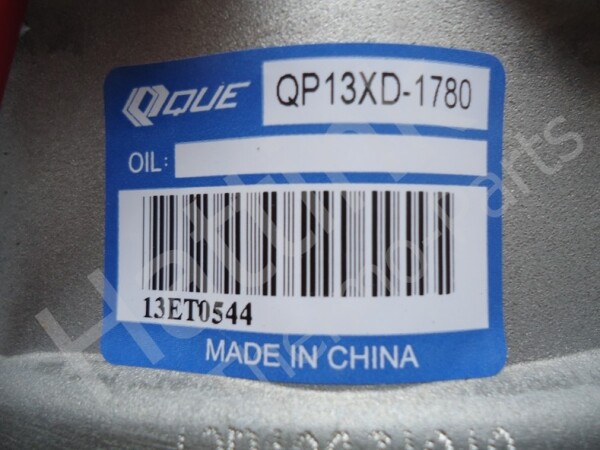 QUE
QP13XD-1780
OIL:
13ET0544
MADE IN CHINA